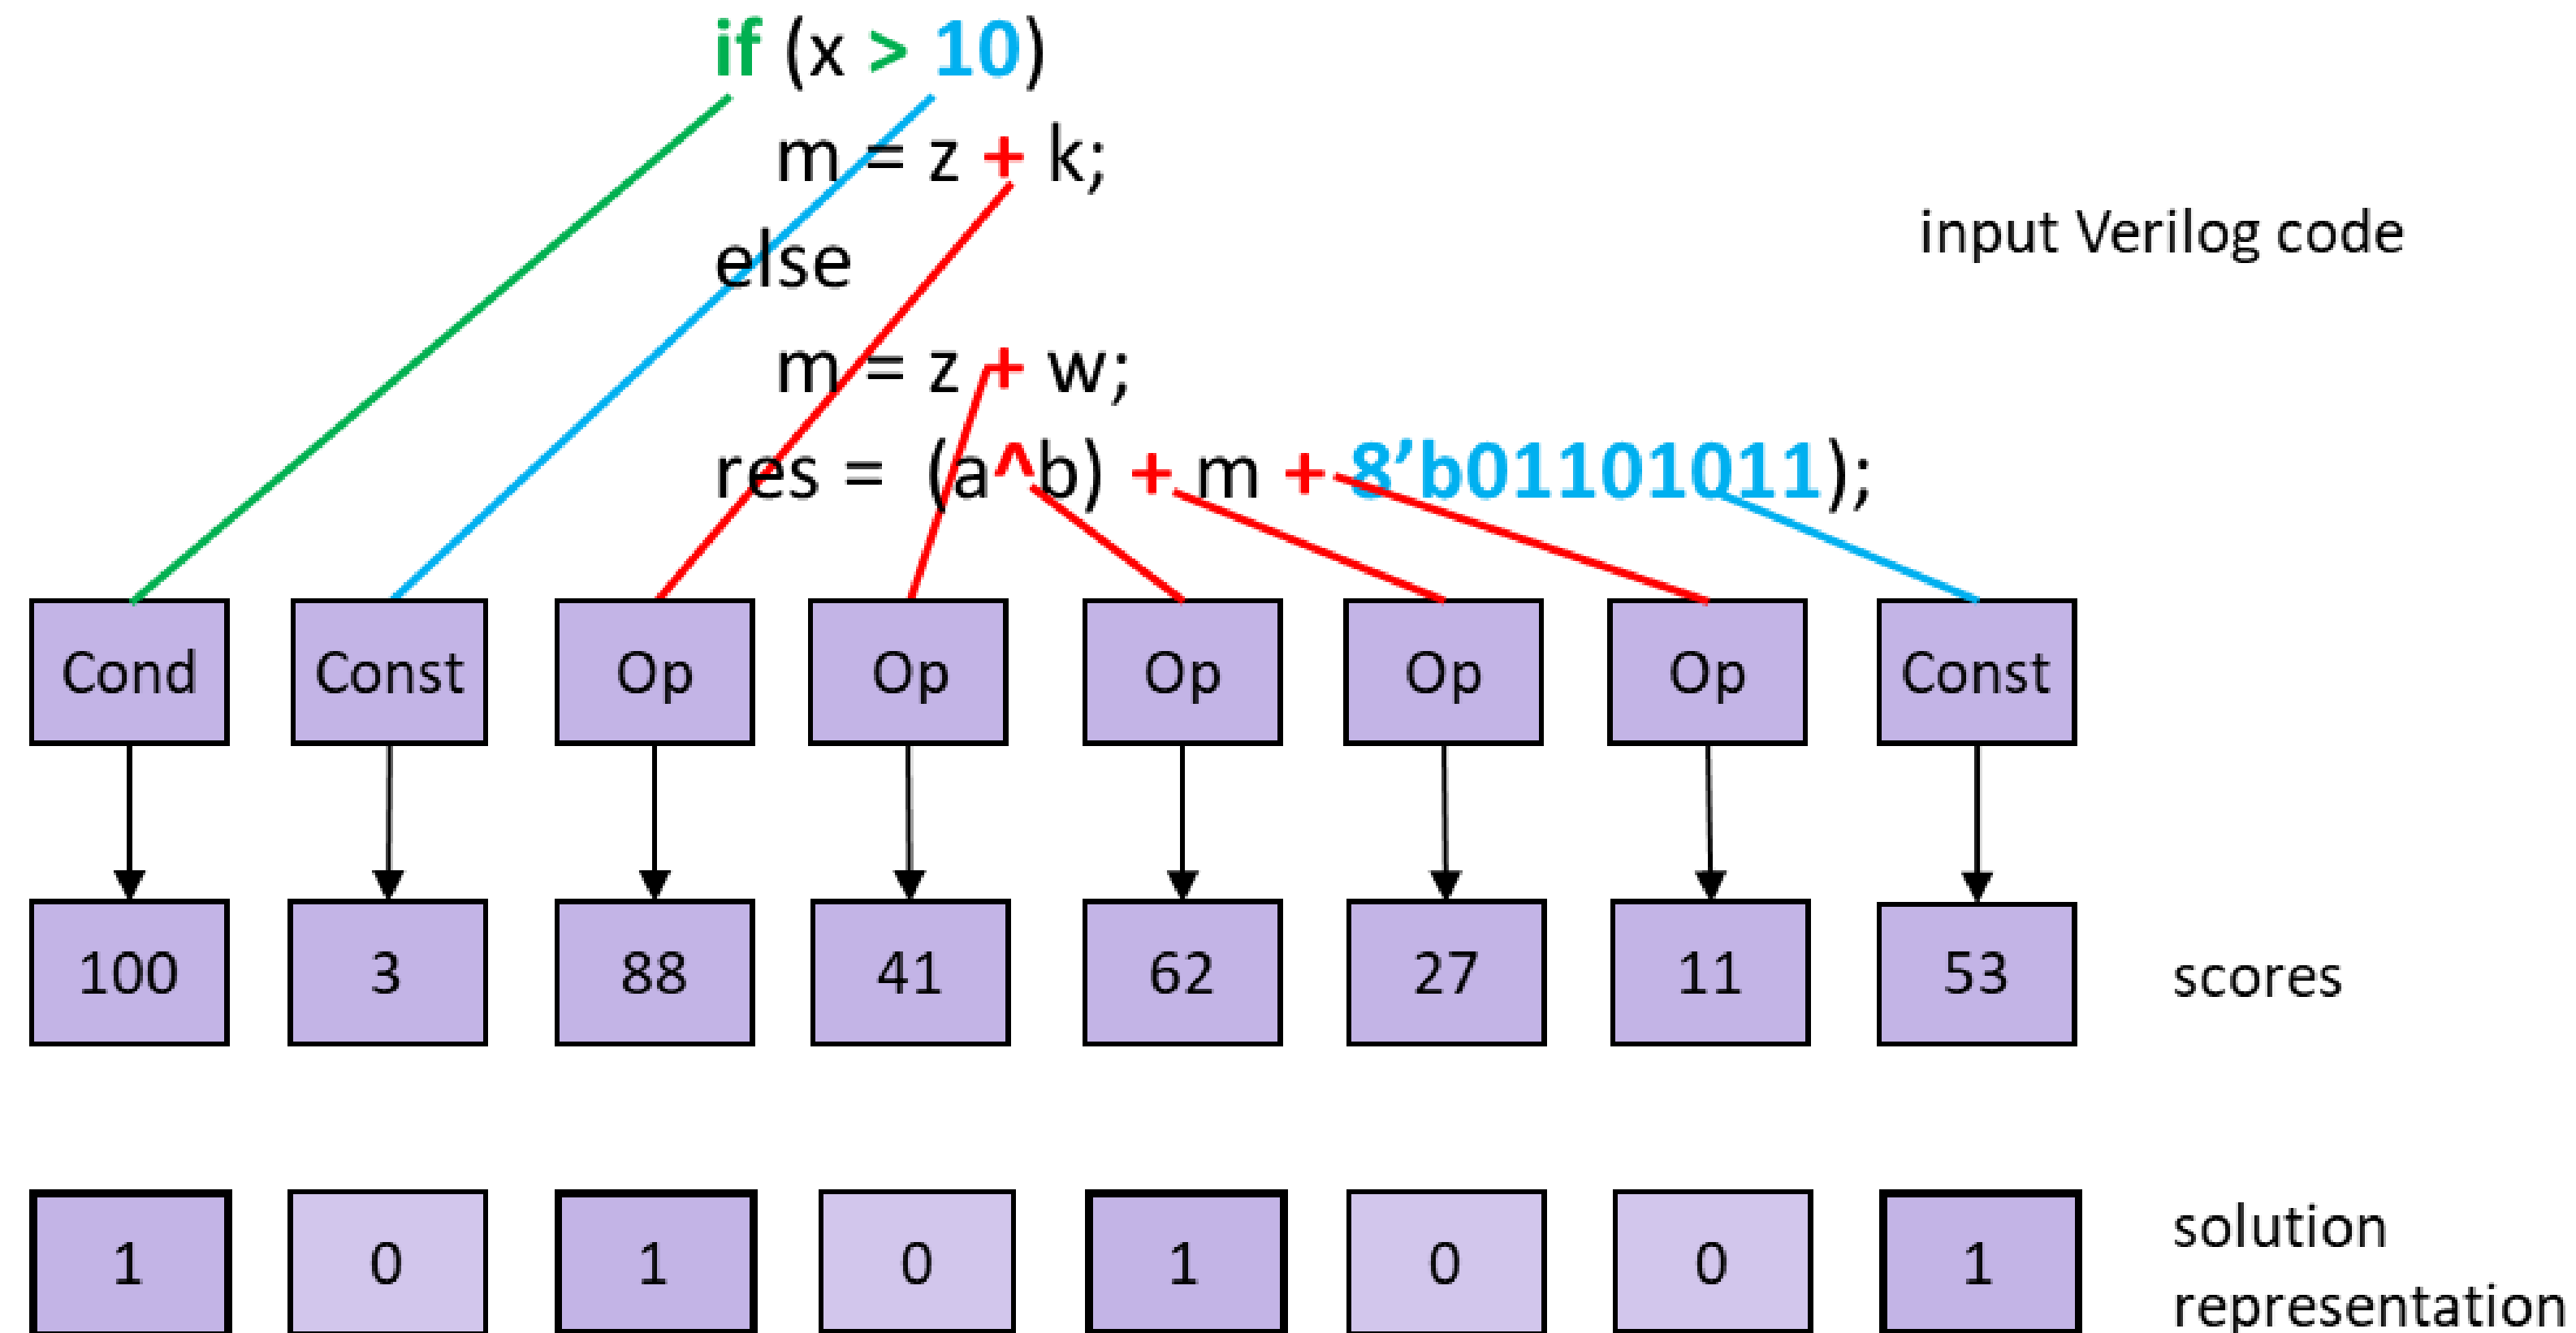 if (x > 10)
m = z + k;
else
m = z + w;
res = (a^b) + m + 8’b01101011);
input Verilog code
Cond Const Op Op Op Op Op Const
100 3 88 41 62 27 11 53 scores
1 0 1 0 1 0 0 1 solution
representation